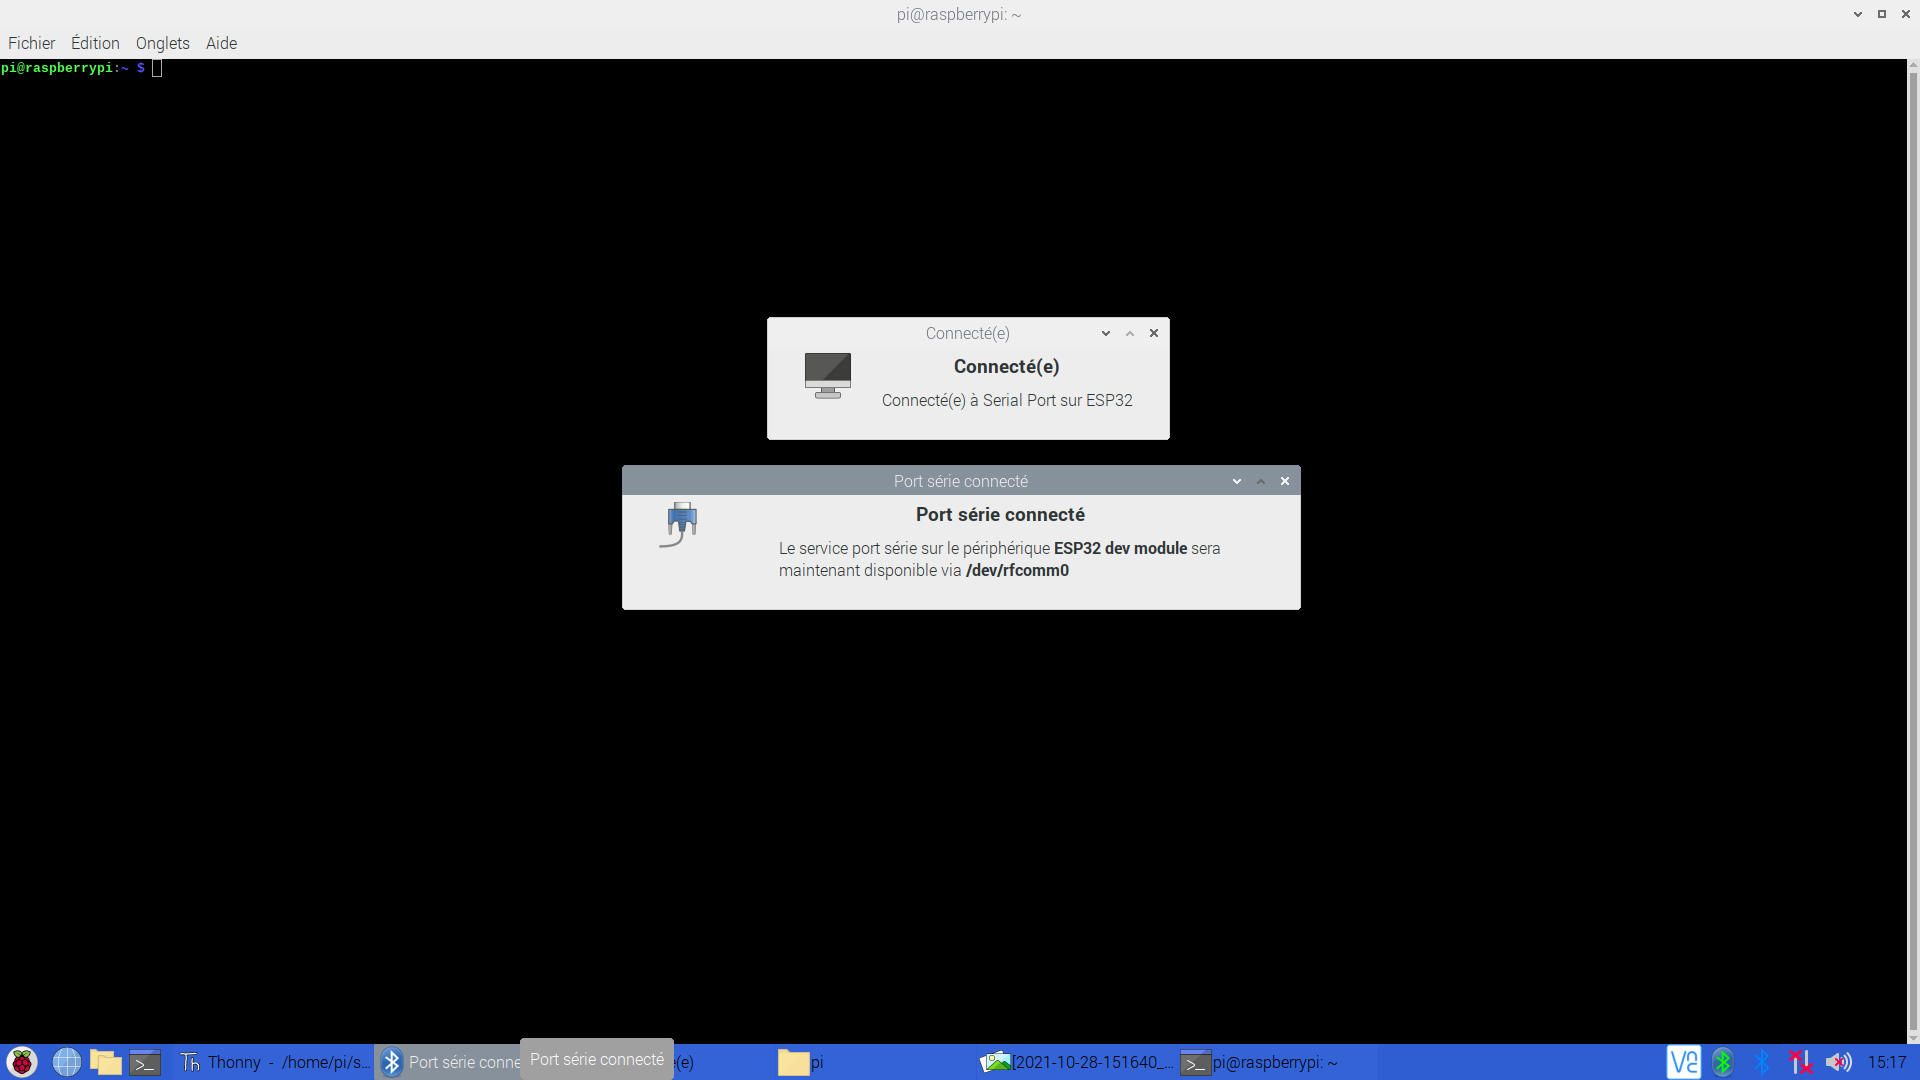 pi@raspberrypi: ~
Fichier Édition Onglets Aide
pi@raspberrypi:~ $
Connecté(e)
Connecté(e)
Connecté(e) à Serial Port sur ESP32
Port série connecté
Port série connecté
Le service port série sur le périphérique ESP32 dev module sera
maintenant disponible via /dev/rfcomm0
Port série connecté
Thonny - /home/pi/s... Port série conne (e) pi [2021-10-28-151640_... pi@raspberrypi: ~ 15:17